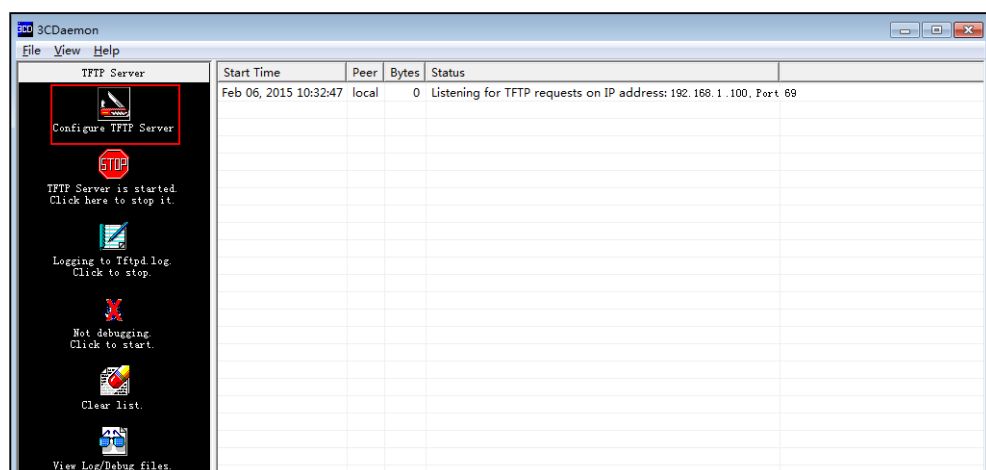 3CD 3CDaemon
File View Help
TFTP Server
Configure TFTP Server
STOP
TFTP Server is started.
Click here to stop it.
Logging to Tftpd.log.
Click to stop.
Not debugging.
Click to start.
Clear list.
View Log/Debug files.
Start Time Peer Bytes Status
Feb 06, 2015 10:32:47 local 0 Listening for TFTP requests on IP address: 192.168.1.100, Port 69